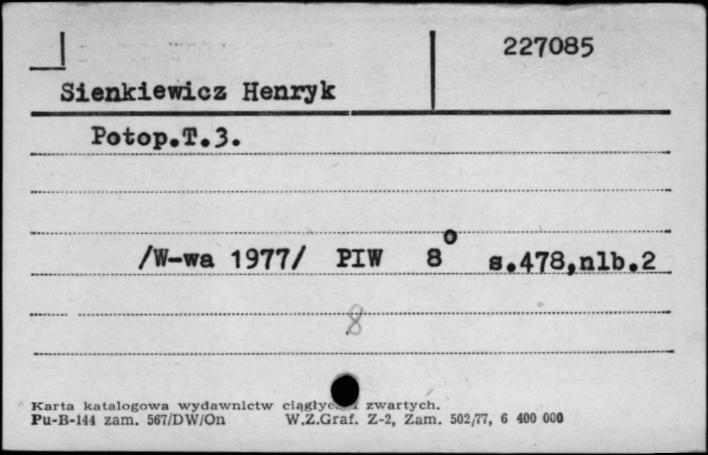 227085
Sienkiewicz Henryk
Potop.T.3.
/W-wa 1977/ PIW 8° s.478,nlb.2
8
Karta katalogowa wydawnictw zwartych.
Pu-B-144 zam. 567/DW/On W.Z.Graf. Z-2, Zam. 502/77, 6 400 000